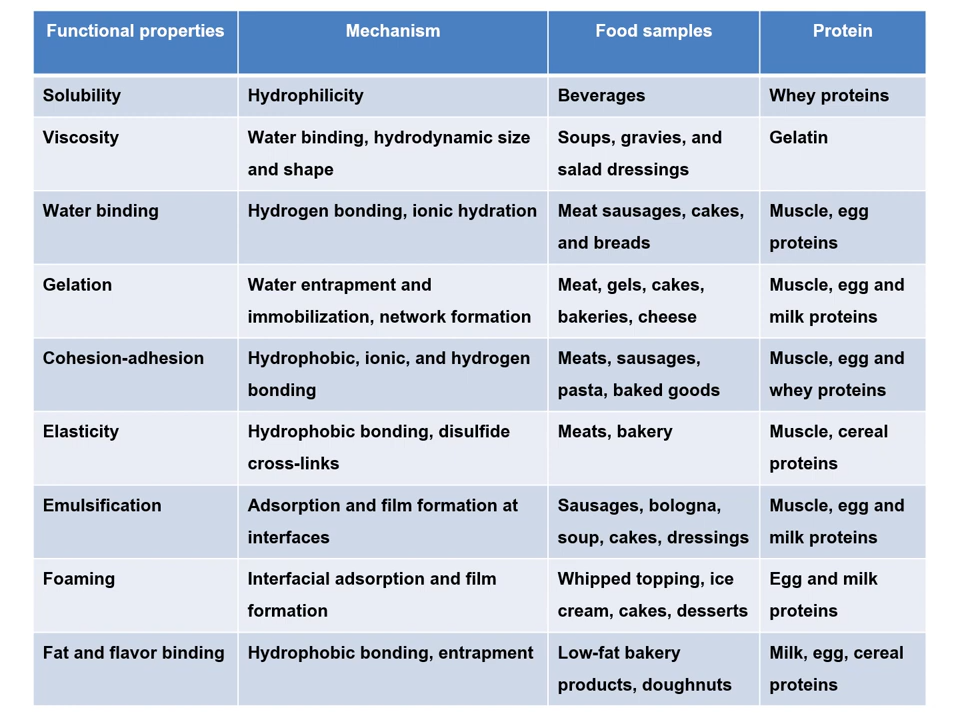 Functional properties Mechanism Food samples Protein
Solubility Hydrophilicity Beverages Whey proteins
Viscosity Water binding, hydrodynamic size Soups, gravies, and Gelatin
and shape salad dressings
Water binding Hydrogen bonding, ionic hydration Meat sausages, cakes, Muscle, egg
and breads proteins
Gelation Water entrapment and Meat, gels, cakes, Muscle, egg and
immobilization, network formation bakeries, cheese milk proteins
Cohesion-adhesion Hydrophobic, ionic, and hydrogen Meats, sausages, Muscle, egg and
bonding pasta, baked goods whey proteins
Elasticity Hydrophobic bonding, disulfide Meats, bakery Muscle, cereal
cross-links proteins
Emulsification Adsorption and film formation at Sausages, bologna, Muscle, egg and
interfaces soup, cakes, dressings milk proteins
Foaming Interfacial adsorption and film Whipped topping, ice Egg and milk
formation cream, cakes, desserts proteins
Fat and flavor binding Hydrophobic bonding, entrapment Low-fat bakery Milk, egg, cereal
products, doughnuts proteins